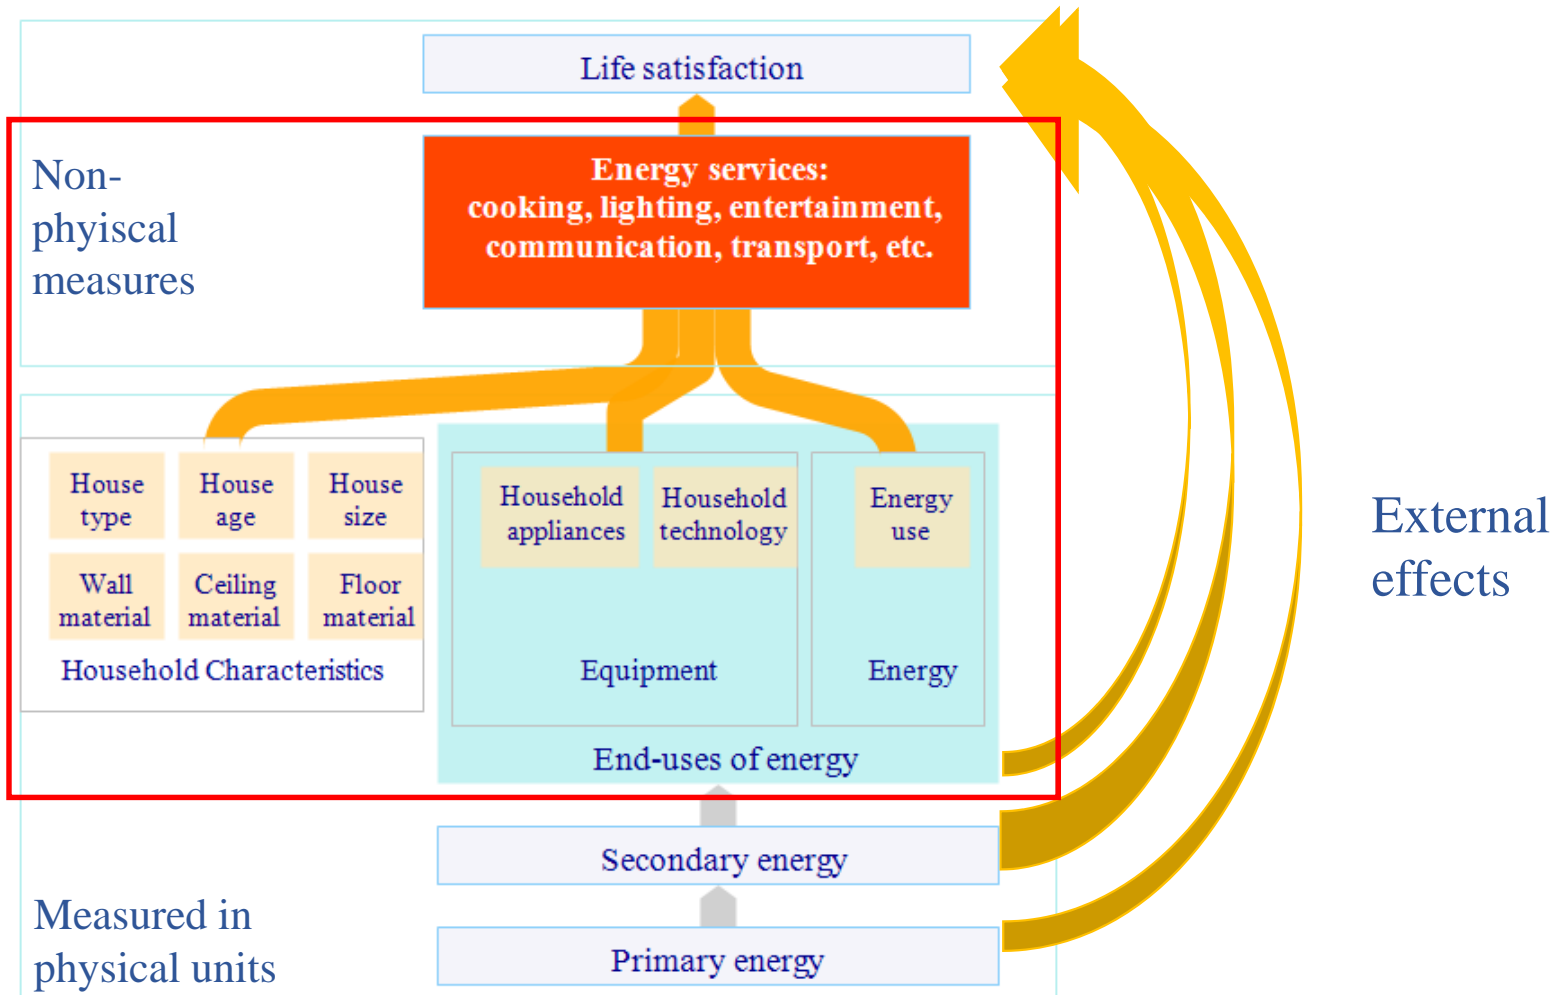 Life satisfaction
Non-
phyiscal
measures
Energy services:
cooking, lighting, entertainment,
communication, transport, etc.
House
type
House
age
House
size
Wall
material
Ceiling
material
Floor
material
Household Characteristics
Household
appliances
Household
technology
Equipment
Energy
use
Energy
End-uses of energy
External
effects
Secondary energy
Measured in
physical units
Primary energy